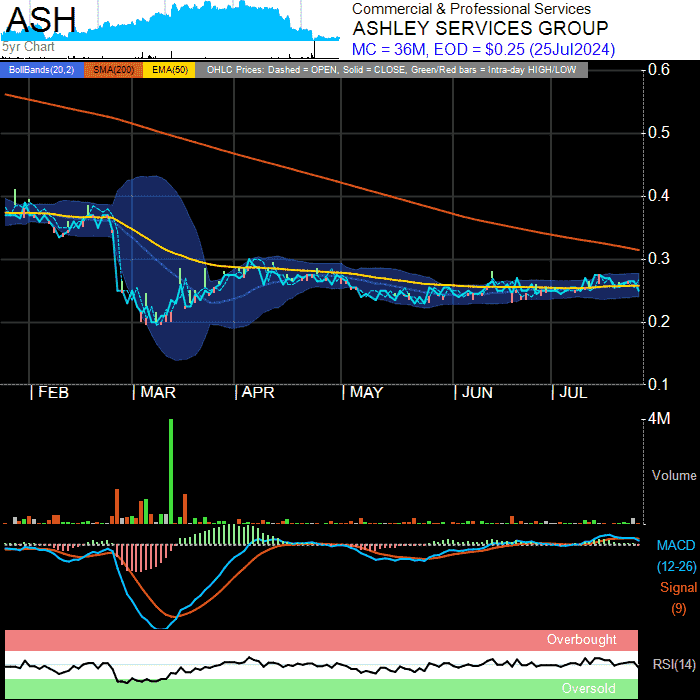 ASH
5yr Chart
Commercial & Professional Services
ASHLEY SERVICES GROUP
MC = 36M, EOD = $0.25 (25Jul2024)
BollBands(20,2) SMA(200) EMA(50) OHLC Prices: Dashed = OPEN, Solid = CLOSE, Green/Red bars = Intra-day HIGH/LOW
0.6
0.5
0.4
0.3
0.2
0.1
FEB MAR APR MAY JUN JUL
4M
Volume
MACD
(12-26)
Signal
(9)
Overbought
RSI(14)
Oversold